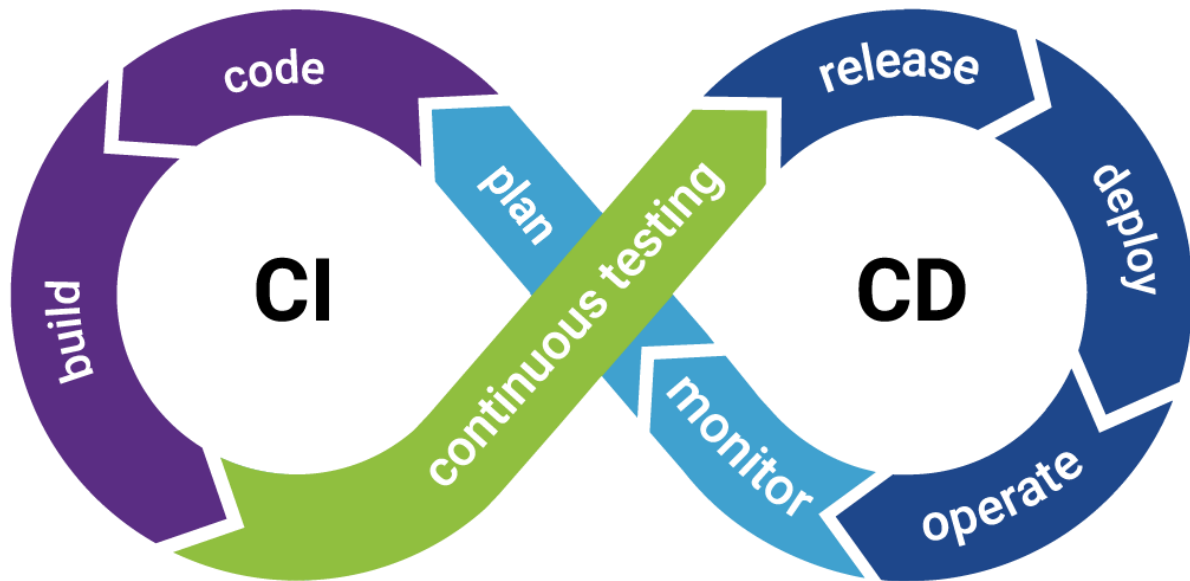 code
release
plan
deploy
CI
CD
build
continuous testing
monitor
operate